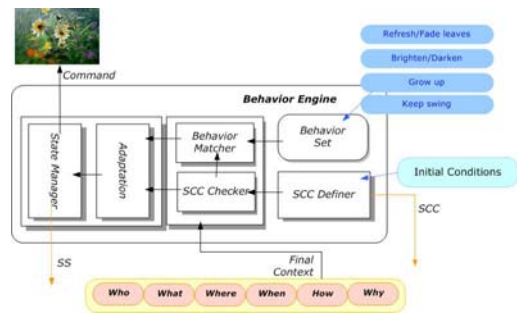 Refresh/Fade leaves
Brighten/Darken
Grow up
Keep swing
Command
Behavior Engine
State Manager
Adaptation
Behavior
Matcher
Behavior
Set
SCC Checker
SCC Definer
Initial Conditions
SCC
SS
Final
Context
Who
What
Where
When
How
Why